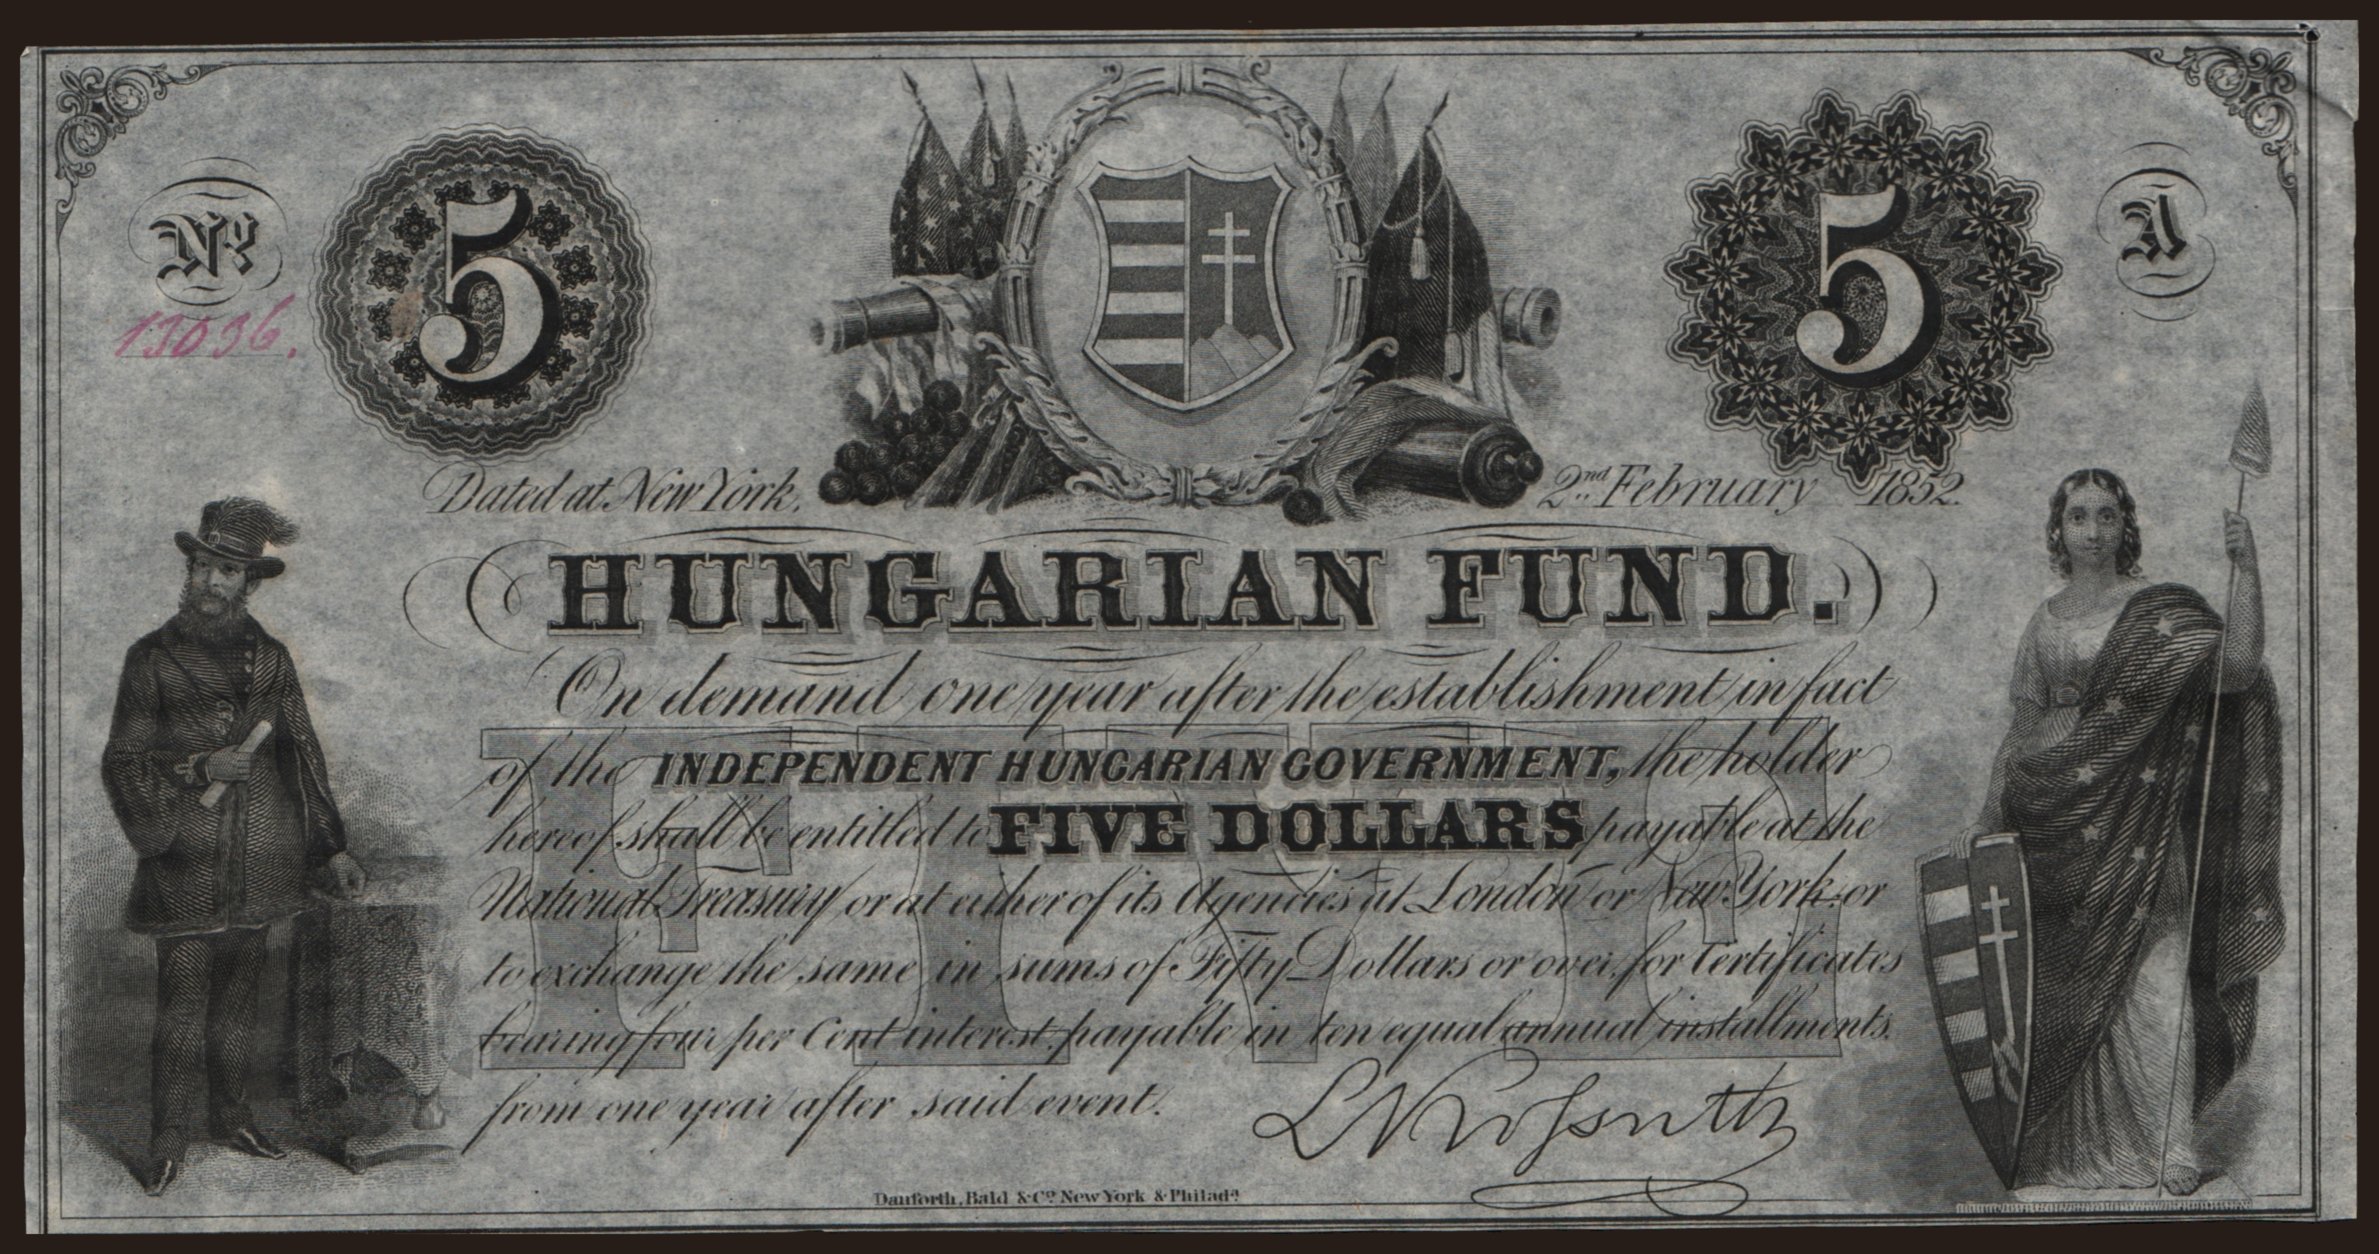 No
13036.
5
5
A
Dated at New York, 2nd February 1852.
HUNGARIAN FUND.
On demand one year after the establishment in fact
of the INDEPENDENT HUNGARIAN GOVERNMENT, the holder
hereof shall be entitled to FIVE DOLLARS payable at the
National Treasury or at either of its Agencies at London or New York or
to exchange the same in sums of Fifty Dollars or over, for Certificates
bearing four per Cent interest, payable in ten equal annual installments.
from one year after said event.
FIVE
L Kossuth
Danforth, Bald & Co. New York & Philada.